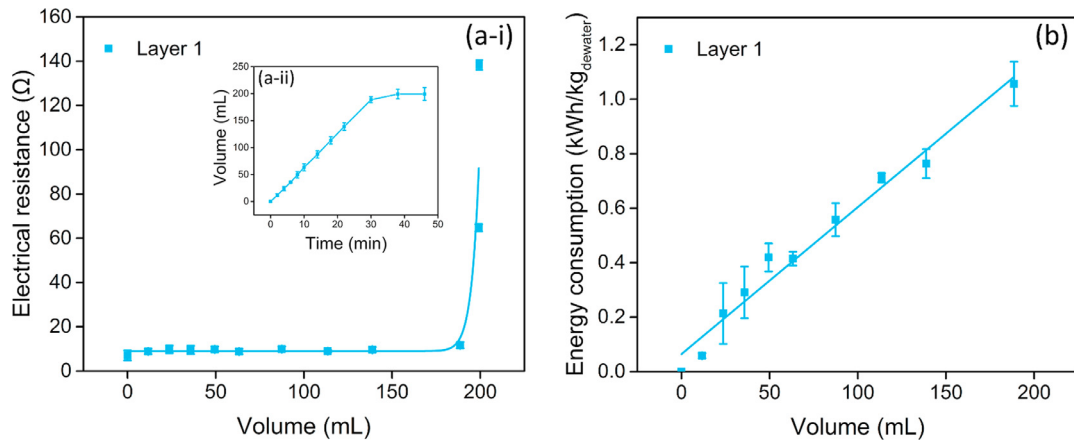 (a-i)
Layer 1
Electrical resistance (Ω)
160
140
120
100
80
60
40
20
0
0 50 100 150 200
Volume (mL)
(a-ii)
Volume (mL)
250
200
150
100
50
0
0 10 20 30 40 50
Time (min)
(b)
Layer 1
Energy consumption (kWh/kg dewater)
1.2
1.0
0.8
0.6
0.4
0.2
0.0
0 50 100 150 200
Volume (mL)